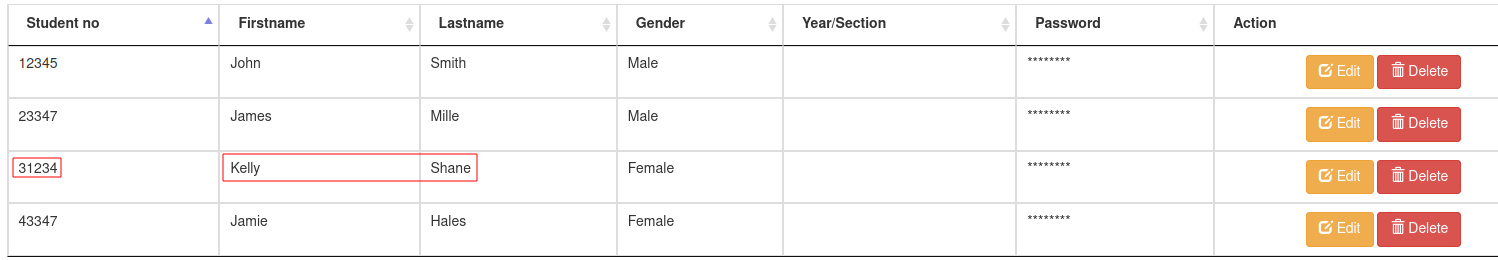 Student no Firstname Lastname Gender Year/Section Password Action
12345 John Smith Male ******** Edit Delete
23347 James Mille Male ******** Edit Delete
31234 Kelly Shane Female ******** Edit Delete
43347 Jamie Hales Female ******** Edit Delete